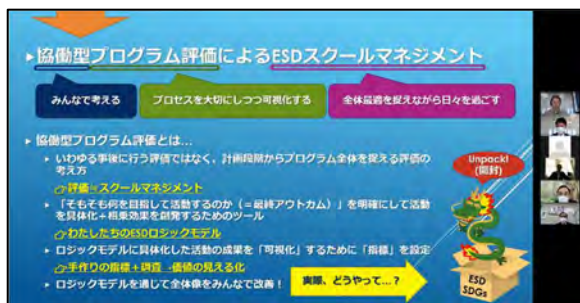 ▶協働型プログラム評価によるESDスクールマネジメント
みんなで考える
プロセスを大切にしつつ可視化する
全体最適を捉えながら日々を過ごす
▶協働型プログラム評価とは…
▶いわゆる事後に行う評価ではなく、計画段階からプログラム全体を捉える評価の
考え方
☞評価≒スクールマネジメント
▶「そもそも何を目指して活動するのか(=最終アウトカム)」を明確にして活動
を具体化+相乗効果を創発するためのツール
☞わたしたちのESDロジックモデル
▶ロジックモデルに具体化した活動の成果を「可視化」するために「指標」を設定
☞手作りの指標+調査→価値の見える化
▶ロジックモデルを通して全体像をみんなで改善!
Unpack!
(開封)
実際、どうやって…?
ESD
SDGs